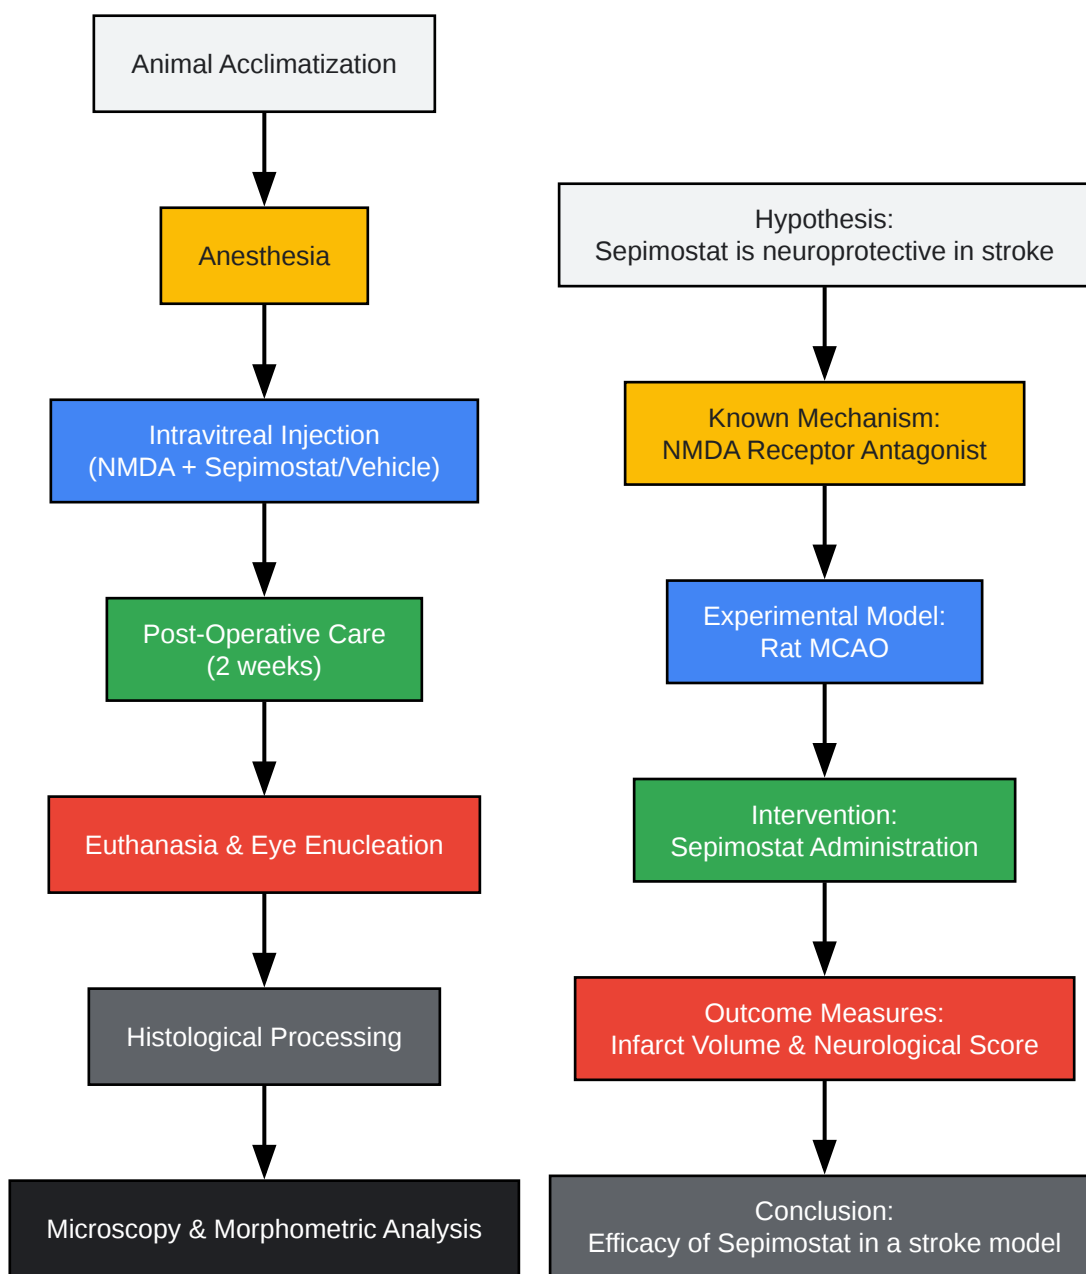 Animal Acclimatization
Anesthesia
Intravitreal Injection
(NMDA + Sepimostat/Vehicle)
Post-Operative Care
(2 weeks)
Euthanasia & Eye Enucleation
Histological Processing
Microscopy & Morphometric Analysis
Hypothesis:
Sepimostat is neuroprotective in stroke
Known Mechanism:
NMDA Receptor Antagonist
Experimental Model:
Rat MCAO
Intervention:
Sepimostat Administration
Outcome Measures:
Infarct Volume & Neurological Score
Conclusion:
Efficacy of Sepimostat in a stroke model